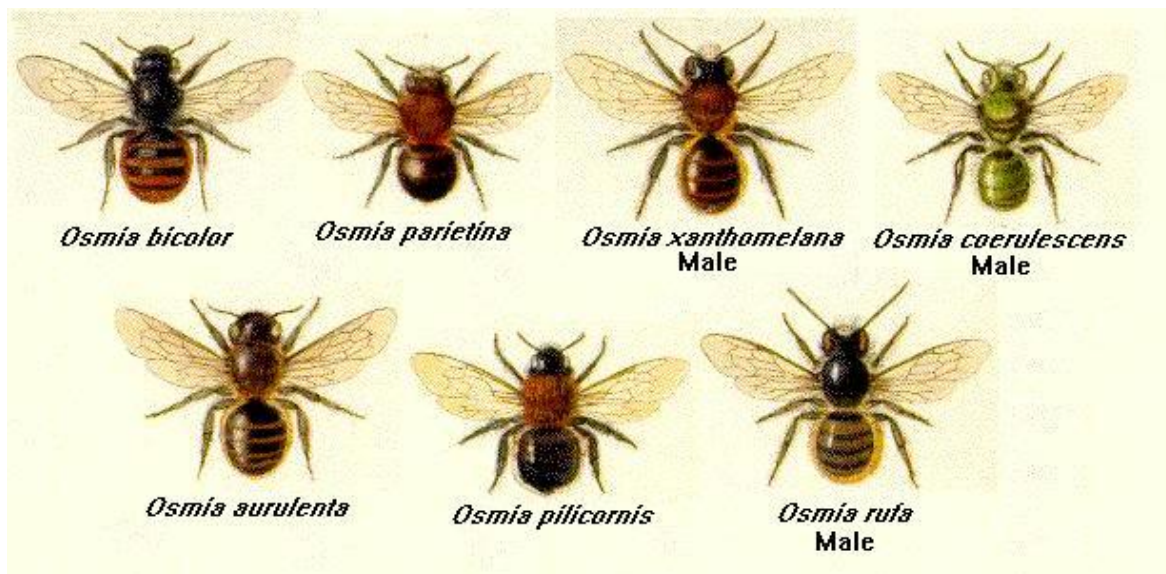 Osmia bicolor
Osmia parietina
Osmia xanthomelana
Male
Osmia coerulescens
Male
Osmia aurulenta
Osmia pilicornis
Osmia rufa
Male